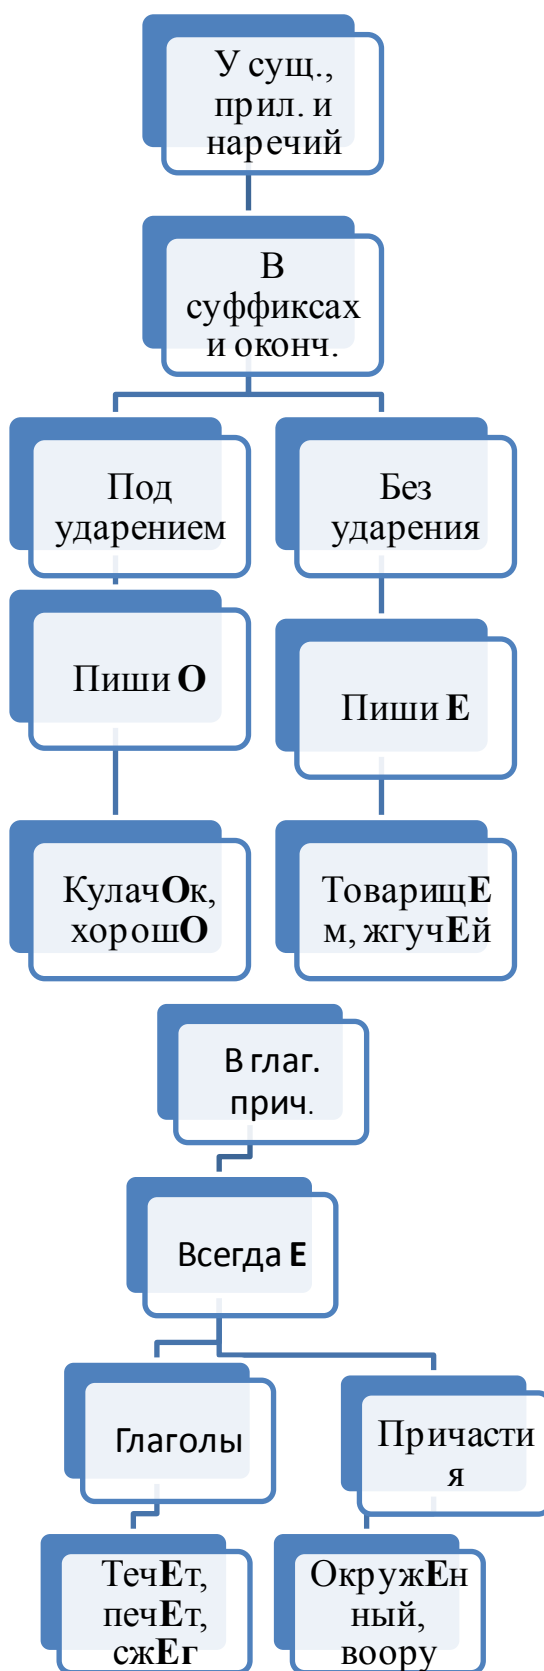 У сущ.,
прил. и
наречий
В
суффиксах
и оконч.
Под
ударением
Без
ударения
Пиши О
Пиши Е
КулачОк,
хорошО
ТоварищЕ
м, жгучЕй
В глаг.
прич.
Всегда Е
Глаголы
Причасти
я
ТечЕт,
печЕт,
сжЕг
ОкружЕн
ный,
воору